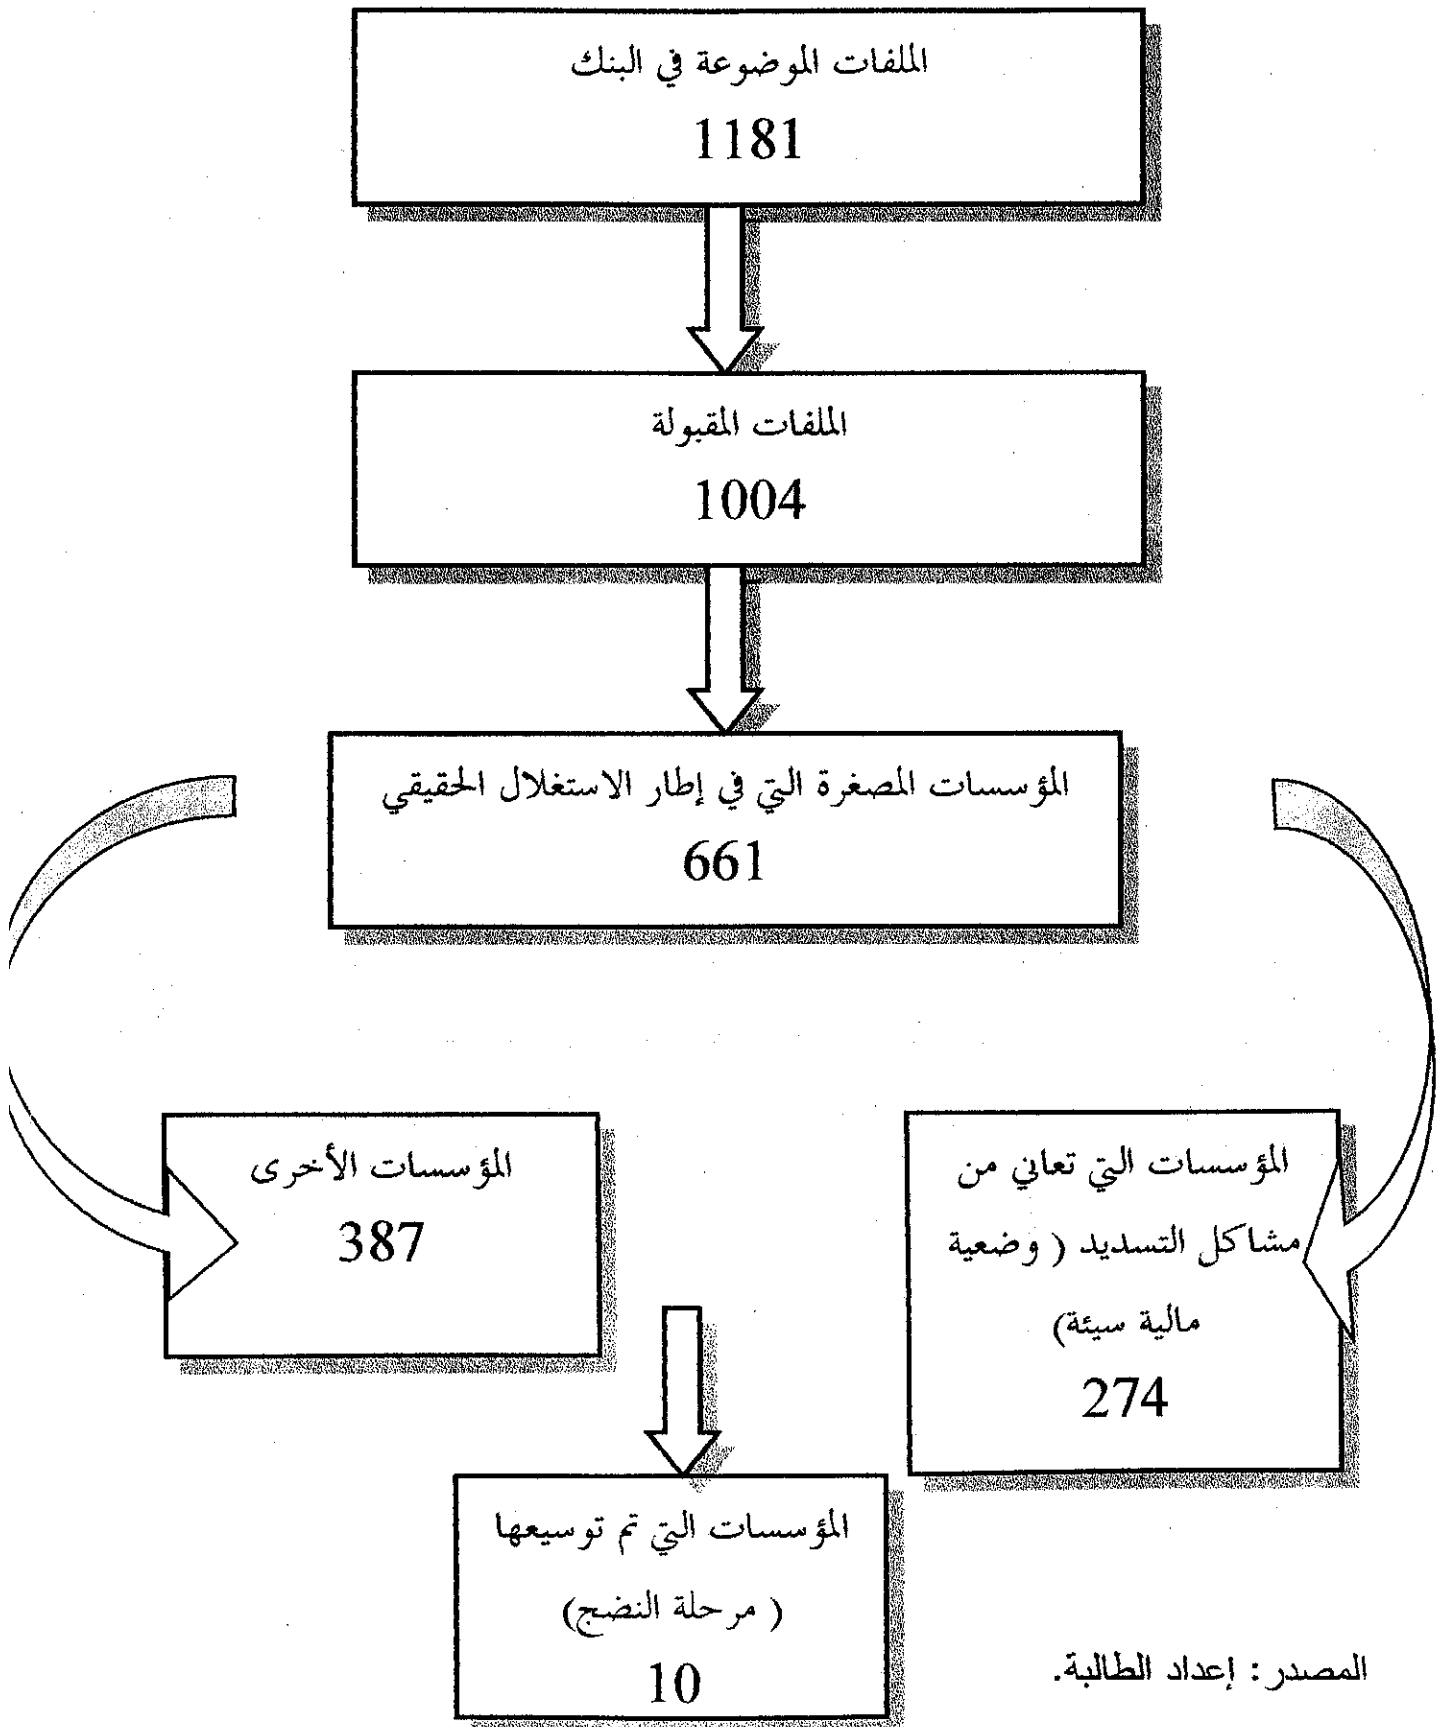 الملفات الموضوعة في البنك
1181
الملفات المقبولة
1004
المؤسسات المصغرة التي في إطار الاستغلال الحقيقي
661
المؤسسات التي تعاني من
مشاكل التسديد ( وضعية
مالية سيئة)
274
المؤسسات الأخرى
387
المؤسسات التي تم توسيعها
( مرحلة النضج)
10
المصدر: إعداد الطالبة.